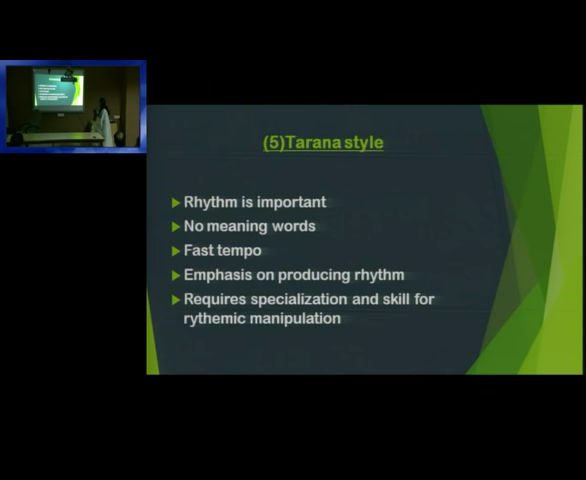 (5)Tarana style
Rhythm is important
No meaning words
Fast tempo
Emphasis on producing rhythm
Requires specialization and skill for
rythemic manipulation